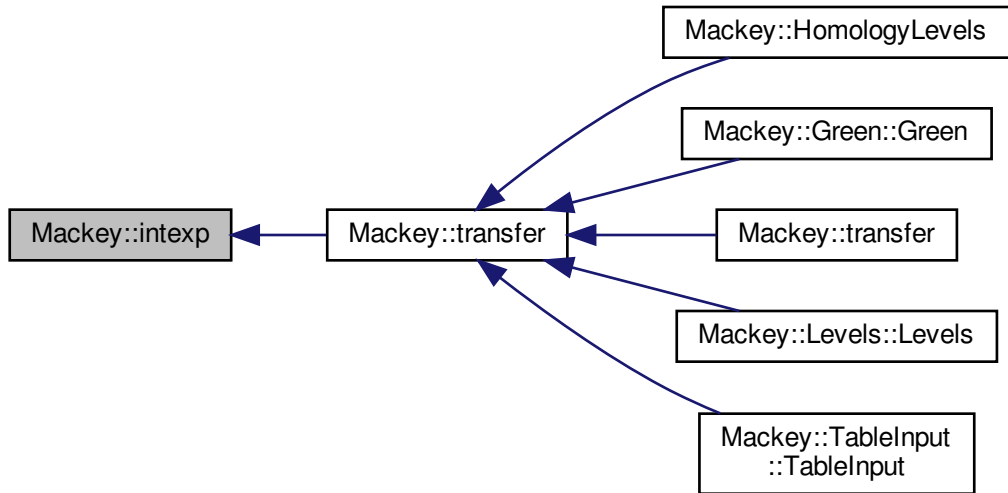 Mackey::intexp
Mackey::transfer
Mackey::HomologyLevels
Mackey::Green::Green
Mackey::transfer
Mackey::Levels::Levels
Mackey::TableInput
::TableInput